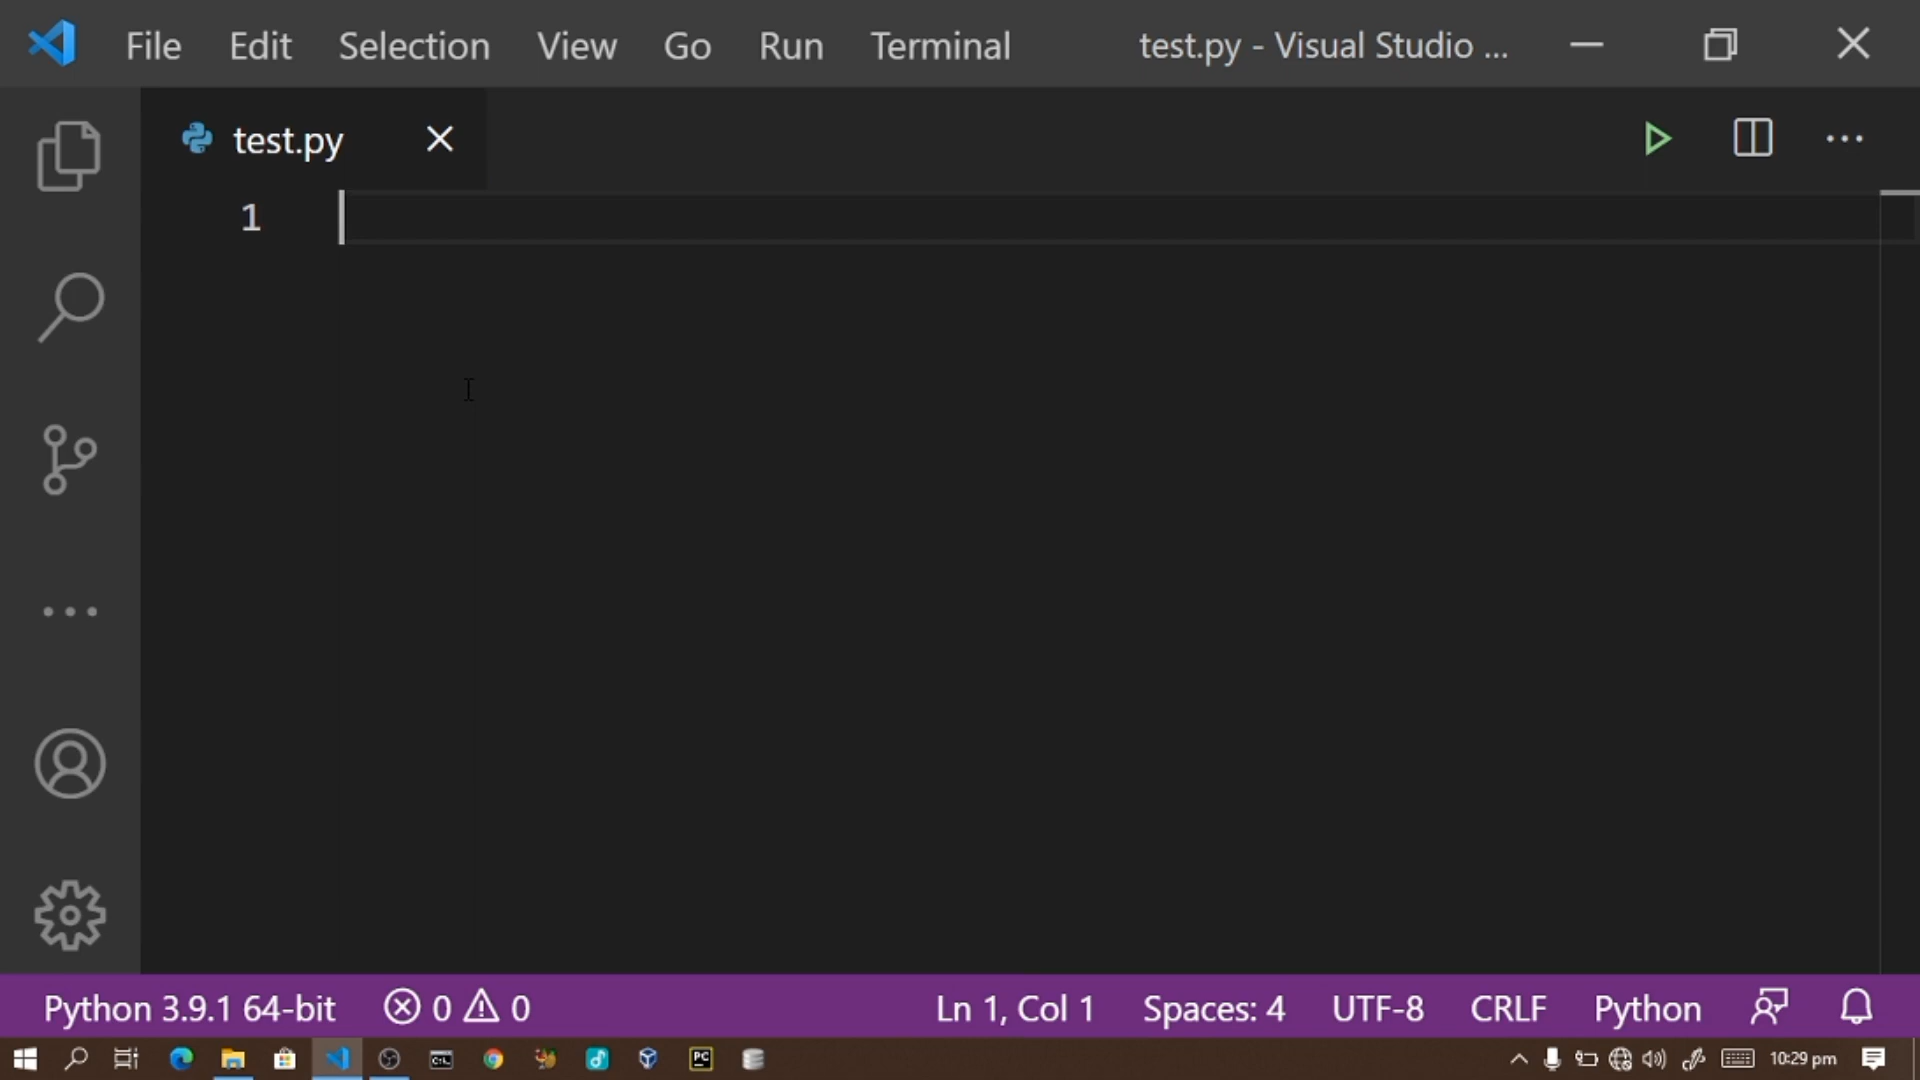 File Edit Selection View Go Run Terminal test.py - Visual Studio ...
test.py
1
Python 3.9.1 64-bit 0 0 Ln 1, Col 1 Spaces: 4 UTF-8 CRLF Python
PC 10:29 pm